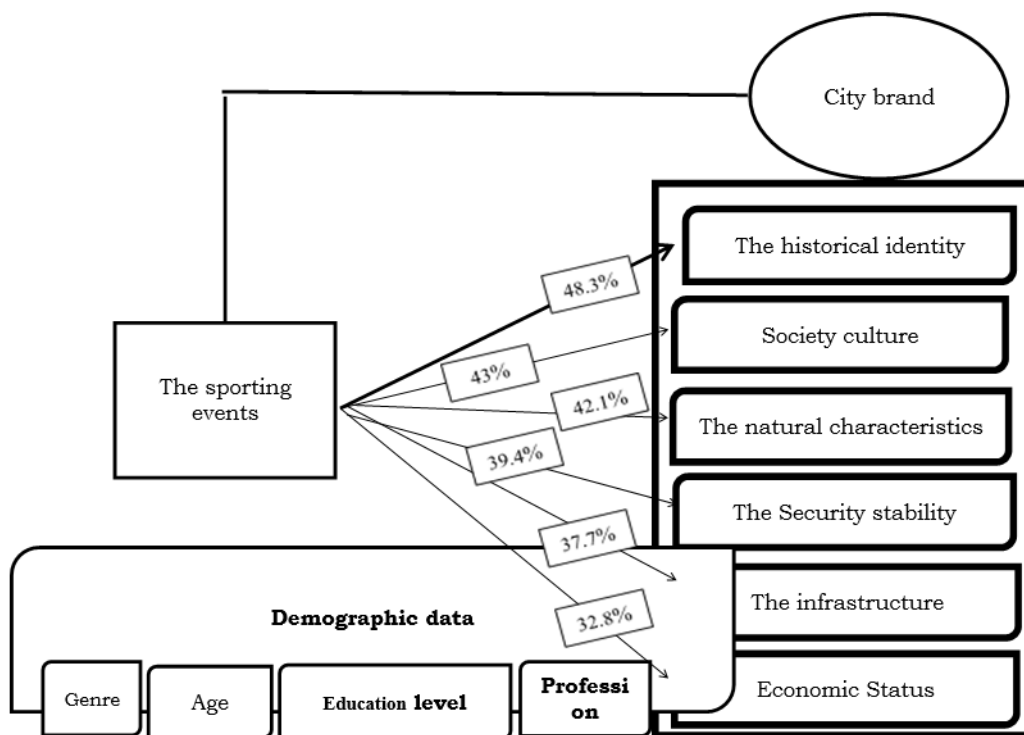 City brand
The historical identity
48.3%
Society culture
43%
The sporting
events
42.1%
The natural characteristics
39.4%
The Security stability
37.7%
The infrastructure
32.8%
Demographic data
Economic Status
Genre
Age
Education level
Professi
on